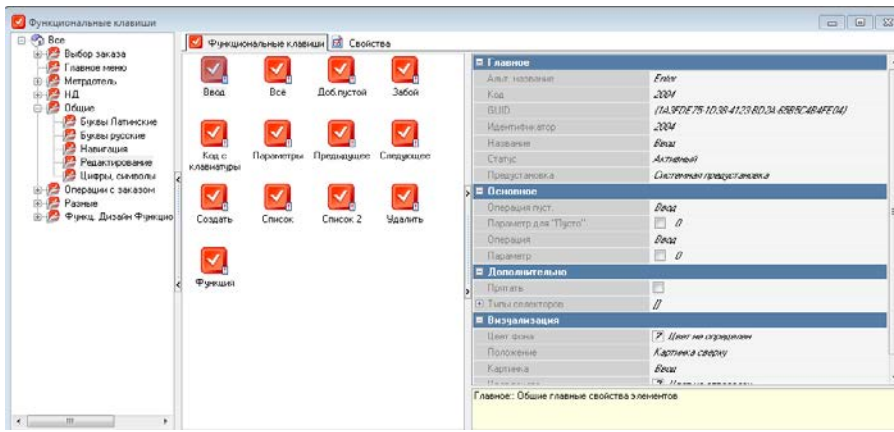 Функциональные клавиши
Все
Выбор заказа
Главное меню
Метрдотель
НД
Общие
Буквы Латинские
Буквы русские
Навигация
Редактирование
Цифры, символы
Операции с заказом
Разные
Функц. Дизайн Функцио
Функциональные клавиши Свойства
Ввод Всё Доб.пустой Забой
Код с клавиатуры Параметры Предыдущее Следующее
Создать Список Список 2 Удалить
Функция
Главное
Альт. название Enter
Код 2004
GUID
Идентификатор 2004
Название Ввод
Статус Активный
Предустановка Системная предустановка
Основное
Операция пуст. Ввод
Параметр для "Пусто" 0
Операция Ввод
Параметр 0
Дополнительно
Прятать
Типы селекторов []
Визуализация
Цвет фона ? Цвет не определен
Положение Картинка сверху
Картинка Ввод
Главное:: Общие главные свойства элементов